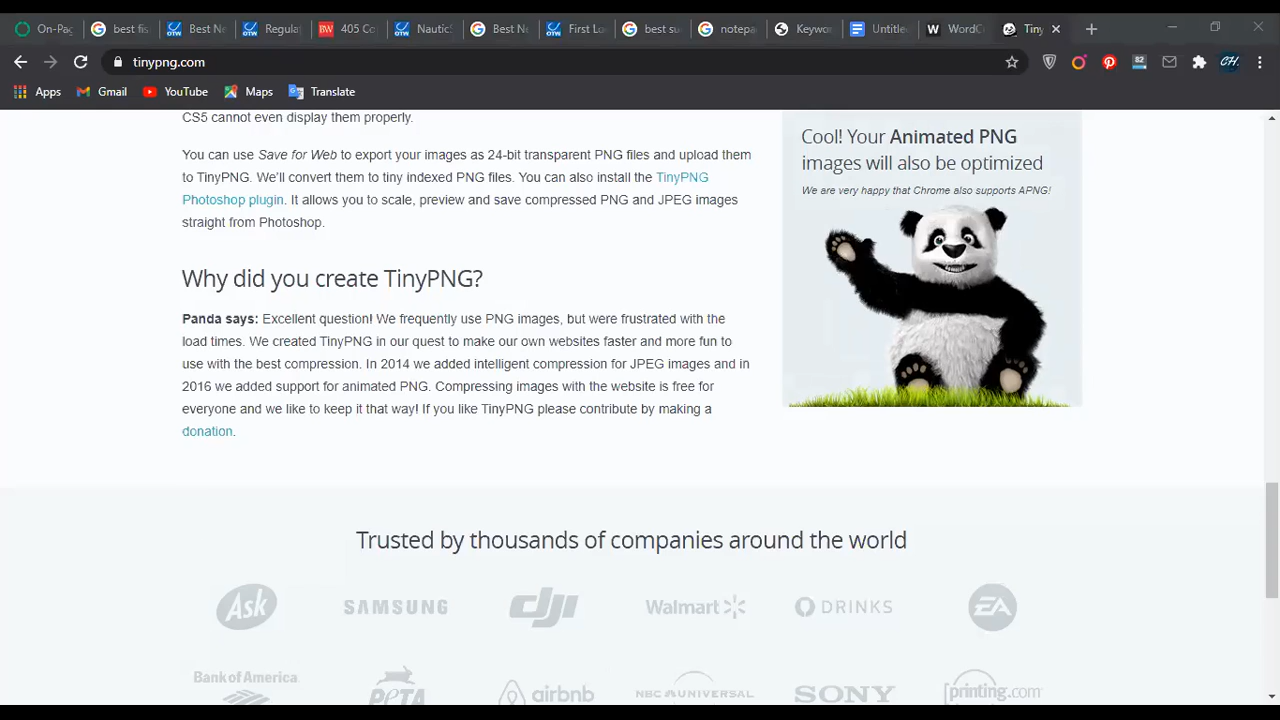 On-Pag
best fis
Best Ne
Regula
BW
405 Co
Nautic
Best Ne
First Lo
best su
notepa
Keywor
Untitle
W
WordC
Tiny
tinypng.com
82
CH
Apps
Gmail
YouTube
Maps
Translate
CS5 cannot even display them properly.
You can use Save for Web to export your images as 24-bit transparent PNG files and upload them
to TinyPNG. We'll convert them to tiny indexed PNG files. You can also install the TinyPNG
Photoshop plugin. It allows you to scale, preview and save compressed PNG and JPEG images
straight from Photoshop.
Cool! Your Animated PNG
images will also be optimized
We are very happy that Chrome also supports APNG!
Why did you create TinyPNG?
Panda says: Excellent question! We frequently use PNG images, but were frustrated with the
load times. We created TinyPNG in our quest to make our own websites faster and more fun to
use with the best compression. In 2014 we added intelligent compression for JPEG images and in
2016 we added support for animated PNG. Compressing images with the website is free for
everyone and we like to keep it that way! If you like TinyPNG please contribute by making a
donation.
Trusted by thousands of companies around the world
Ask
SAMSUNG
dji
Walmart
DRINKS
EA
Bank of America
PETA
airbnb
NBCUNIVERSAL
SONY
printing.com